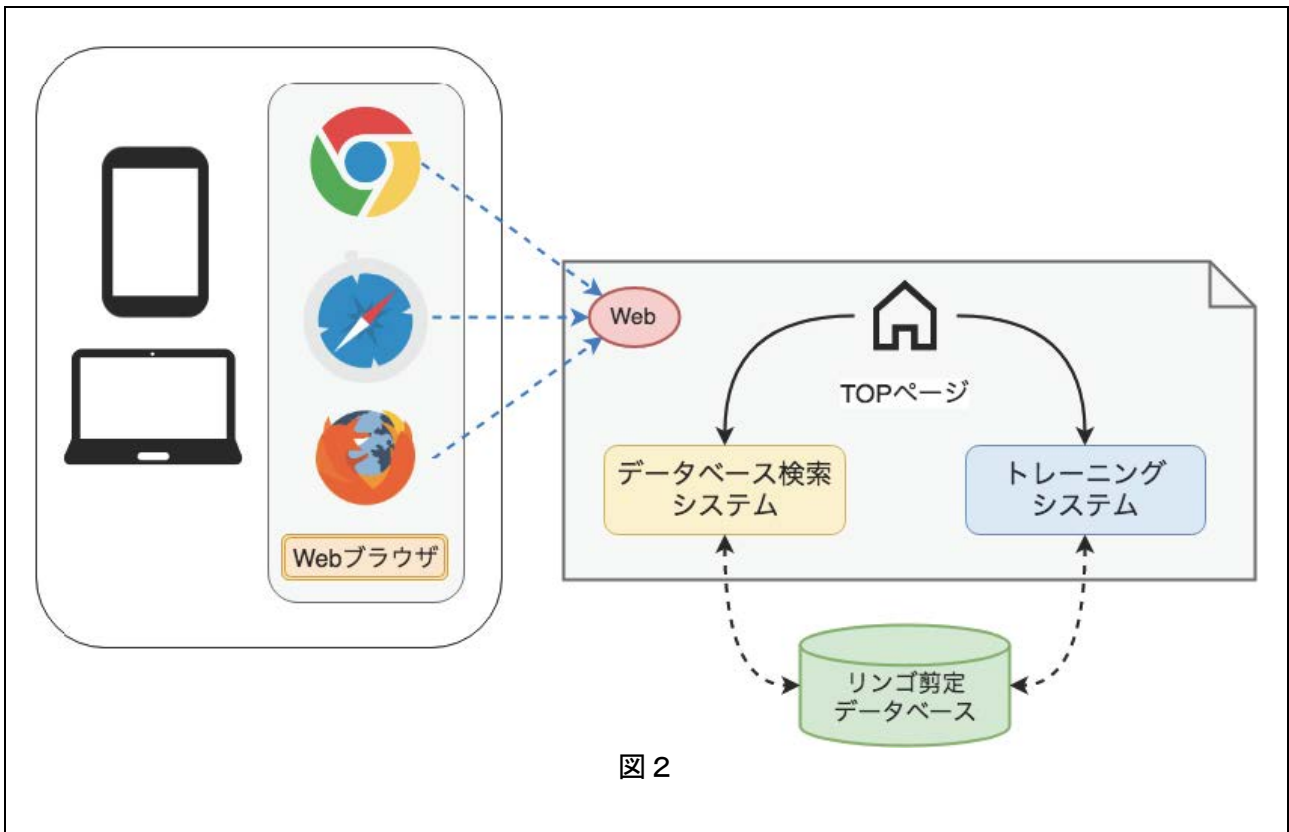 Web
TOPページ
データベース検索
システム
トレーニング
システム
Webブラウザ
リンゴ剪定
データベース
図２